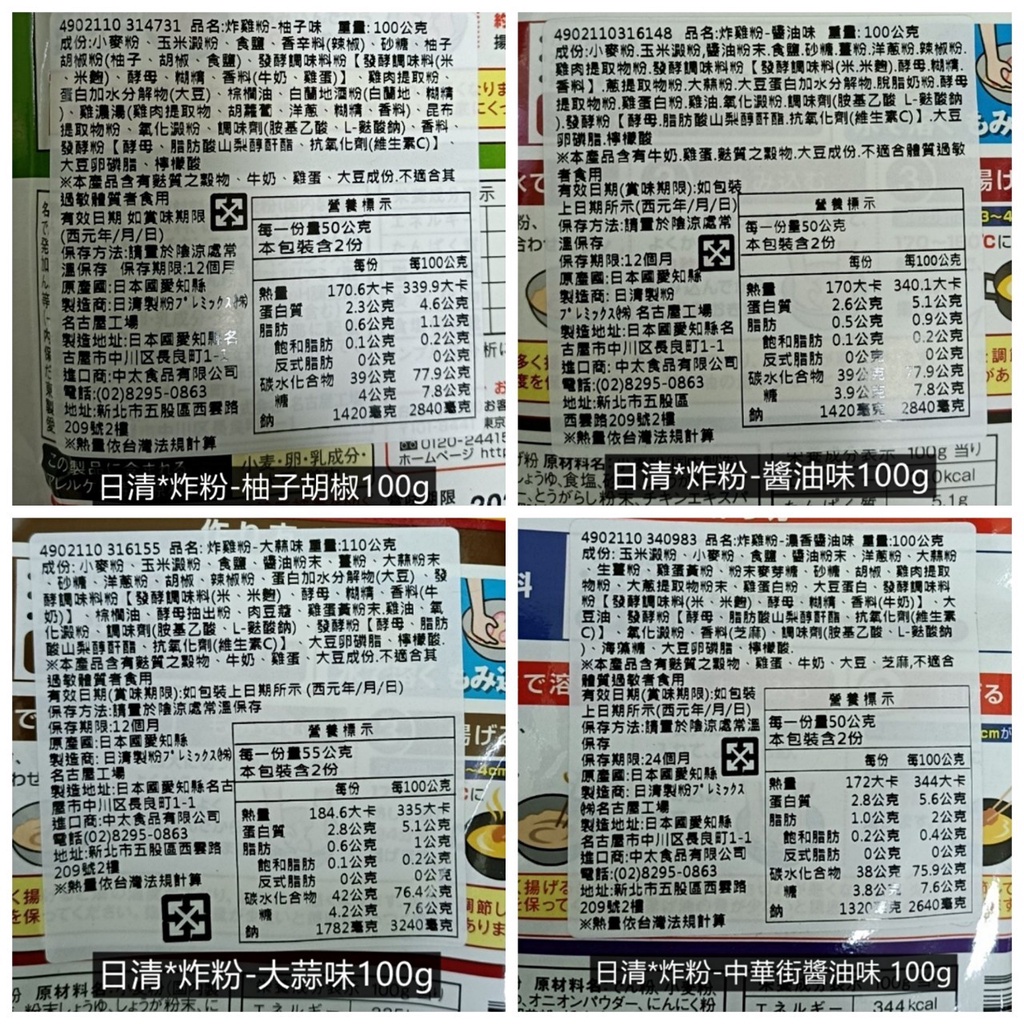 4902110 314731 品名:炸雞粉-柚子味 重量:100公克
成份:小麥粉、玉米澱粉、食鹽、香辛料(辣椒)、砂糖、柚子
胡椒粉(柚子、胡椒、食鹽)、發酵調味料粉【發酵調味料(米
、米麴)、酵母、糊精、香料(牛奶、雞蛋)】、雞肉提取粉、
蛋白加水分解物(大豆)、棕櫚油、白蘭地酒粉(白蘭地、糊精
)、雞濃湯(雞肉提取物、胡蘿蔔、洋蔥、糊精、香料)、昆布
提取物粉、氧化澱粉、調味劑(胺基乙酸、L-麩酸鈉)、香料、
發酵粉【酵母、脂肪酸山梨醇酐酯、抗氧化劑(維生素C)】、
大豆卵磷脂、檸檬酸
※本產品含有麩質之穀物、牛奶、雞蛋、大豆成份.不適合其
過敏體質者食用
有效日期 如賞味期限
(西元年/月/日)
保存方法:請置於陰涼處常
溫保存 保存期限:12個月
原產國:日本國愛知縣
製造商: 日清製粉プレミックス㈱
名古屋工場
製造地址:日本國愛知縣名
古屋市中川区長良町1-1
進口商:中太食品有限公司
電話:(02)8295-0863
地址:新北市五股區西雲路
209號2樓
※熱量依台灣法規計算
營養標示
每一份量50公克
本包裝含2份
每份 每100公克
熱量 170.6大卡 339.9大卡
蛋白質 2.3公克 4.6公克
脂肪 0.6公克 1.1公克
飽和脂肪 0.1公克 0.2公克
反式脂肪 0公克 0公克
碳水化合物 39公克 77.9公克
糖 4公克 7.8公克
鈉 1420毫克 2840毫克
小麦・卵・乳成分・
0120-24415
ホームページ
日清*炸粉-柚子胡椒100g
4902110316148 品名:炸雞粉-醬油味 重量:100公克
成份:小麥粉.玉米澱粉,醬油粉末.食鹽.砂糖.薑粉.洋蔥粉.辣椒粉.
雞肉提取物粉.發酵調味料粉【發酵調味料(米.米麴).酵母.糊精.
香料】.蔥提取物粉.大蒜粉.大豆蛋白加水分解物.脫脂奶粉.酵母
提取物粉.雞蛋白粉.雞油.氧化澱粉.調味劑(胺基乙酸 L-麩酸鈉
).發酵粉【酵母.脂肪酸山梨醇酐酯.抗氧化劑(維生素C)】.大豆
卵磷脂.檸檬酸
※本產品含有牛奶.雞蛋.麩質之穀物.大豆成份.不適合體質過敏
者食用
有效日期(賞味期限):如包裝
上日期所示(西元年/月/日)
保存方法:請置於陰涼處常
溫保存
保存期限:12個月
原產國:日本國愛知縣
製造商: 日清製粉
プレミックス㈱ 名古屋工場
製造地址:日本國愛知縣名
古屋市中川区長良町1-1
進口商:中太食品有限公司
電話:(02)8295-0863
地址:新北市五股區西雲路
209號2樓
※熱量依台灣法規計算
營養標示
每一份量50公克
本包裝含2份
每份 每100公克
熱量 170大卡 340.1大卡
蛋白質 2.6公克 5.1公克
脂肪 0.5公克 0.9公克
飽和脂肪 0.1公克 0.2公克
反式脂肪 0公克 0公克
碳水化合物 39公克 77.9公克
糖 3.9公克 7.8公克
鈉 1420毫克 2840毫克
日清*炸粉-醬油味100g
4902110 316155 品名: 炸雞粉-大蒜味 重量:110公克
成份:小麥粉、玉米澱粉、食鹽、醬油粉末、薑粉、大蒜粉末
、砂糖、洋蔥粉、胡椒、辣椒粉、蛋白加水分解物(大豆)、發
酵調味料粉【發酵調味料(米、米麴)、酵母、糊精、香料(牛
奶)】、棕櫚油、酵母抽出粉、肉豆蔻、雞蛋黃粉末.雞油、氧
化澱粉、調味劑(胺基乙酸、L-麩酸鈉)、發酵粉【酵母、脂肪
酸山梨醇酐酯、抗氧化劑(維生素C)】、大豆卵磷脂、檸檬酸.
※本產品含有麩質之穀物、牛奶、雞蛋、大豆成份.不適合其
過敏體質者食用
有效日期(賞味期限):如包裝上日期所示 (西元年/月/日)
保存方法:請置於陰涼處常溫保存
保存期限:12個月
原產國:日本國愛知縣
製造商: 日清製粉プレミックス㈱
名古屋工場
製造地址:日本國愛知縣名古
屋市中川区長良町1-1
進口商:中太食品有限公司
電話:(02)8295-0863
地址:新北市五股區西雲路
209號2樓
※熱量依台灣法規計算
營養標示
每一份量55公克
本包裝含2份
每份 每100公克
熱量 184.6大卡 335大卡
蛋白質 2.8公克 5.1公克
脂肪 0.6公克 1公克
飽和脂肪 0.1公克 0.2公克
反式脂肪 0公克 0公克
碳水化合物 42公克 76.4公克
糖 4.2公克 7.6公克
鈉 1782毫克 3240毫克
日清*炸粉-大蒜味100g
4902110 340983 品名:炸雞粉-濃香醬油味 重量:100公克
成份: 玉米澱粉、小麥粉、食鹽、醬油粉末、洋蔥粉、大蒜粉
、生薑粉、雞蛋黃粉、粉末麥芽糖、砂糖、胡椒、雞肉提取
物粉、大蔥提取物粉末、雞蛋白粉、大豆蛋白、發酵調味料
粉【發酵調味料(米、米麴)、酵母、糊精、香料(牛奶)】、大
豆油、發酵粉【酵母、脂肪酸山梨醇酐酯、抗氧化劑(維生素
C)】、氧化澱粉、香料(芝麻)、調味劑(胺基乙酸、L-麩酸鈉
)、海藻糖、大豆卵磷脂、檸檬酸.
※本產品含有麩質之穀物、雞蛋、牛奶、大豆、芝麻,不適合
體質過敏者食用
有效日期(賞味期限):如包裝
上日期所示(西元年/月/日)
保存方法:請置於陰涼處常溫
保存
保存期限:24個月
原產國: 日本國愛知縣
製造商: 日清製粉プレミックス
㈱名古屋工場
製造地址:日本國愛知縣
名古屋市中川区長良町1-1
進口商:中太食品有限公司
電話:(02)8295-0863
地址:新北市五股區西雲路
209號2樓
※熱量依台灣法規計算
營養標示
每一份量50公克
本包裝含2份
每份 每100公克
熱量 172大卡 344大卡
蛋白質 2.8公克 5.6公克
脂肪 1.0公克 2公克
飽和脂肪 0.2公克 0.4公克
反式脂肪 0公克 0公克
碳水化合物 38公克 75.9公克
糖 3.8公克 7.6公克
鈉 1320毫克 2640毫克
344kcal
日清*炸粉-中華街醬油味 100g